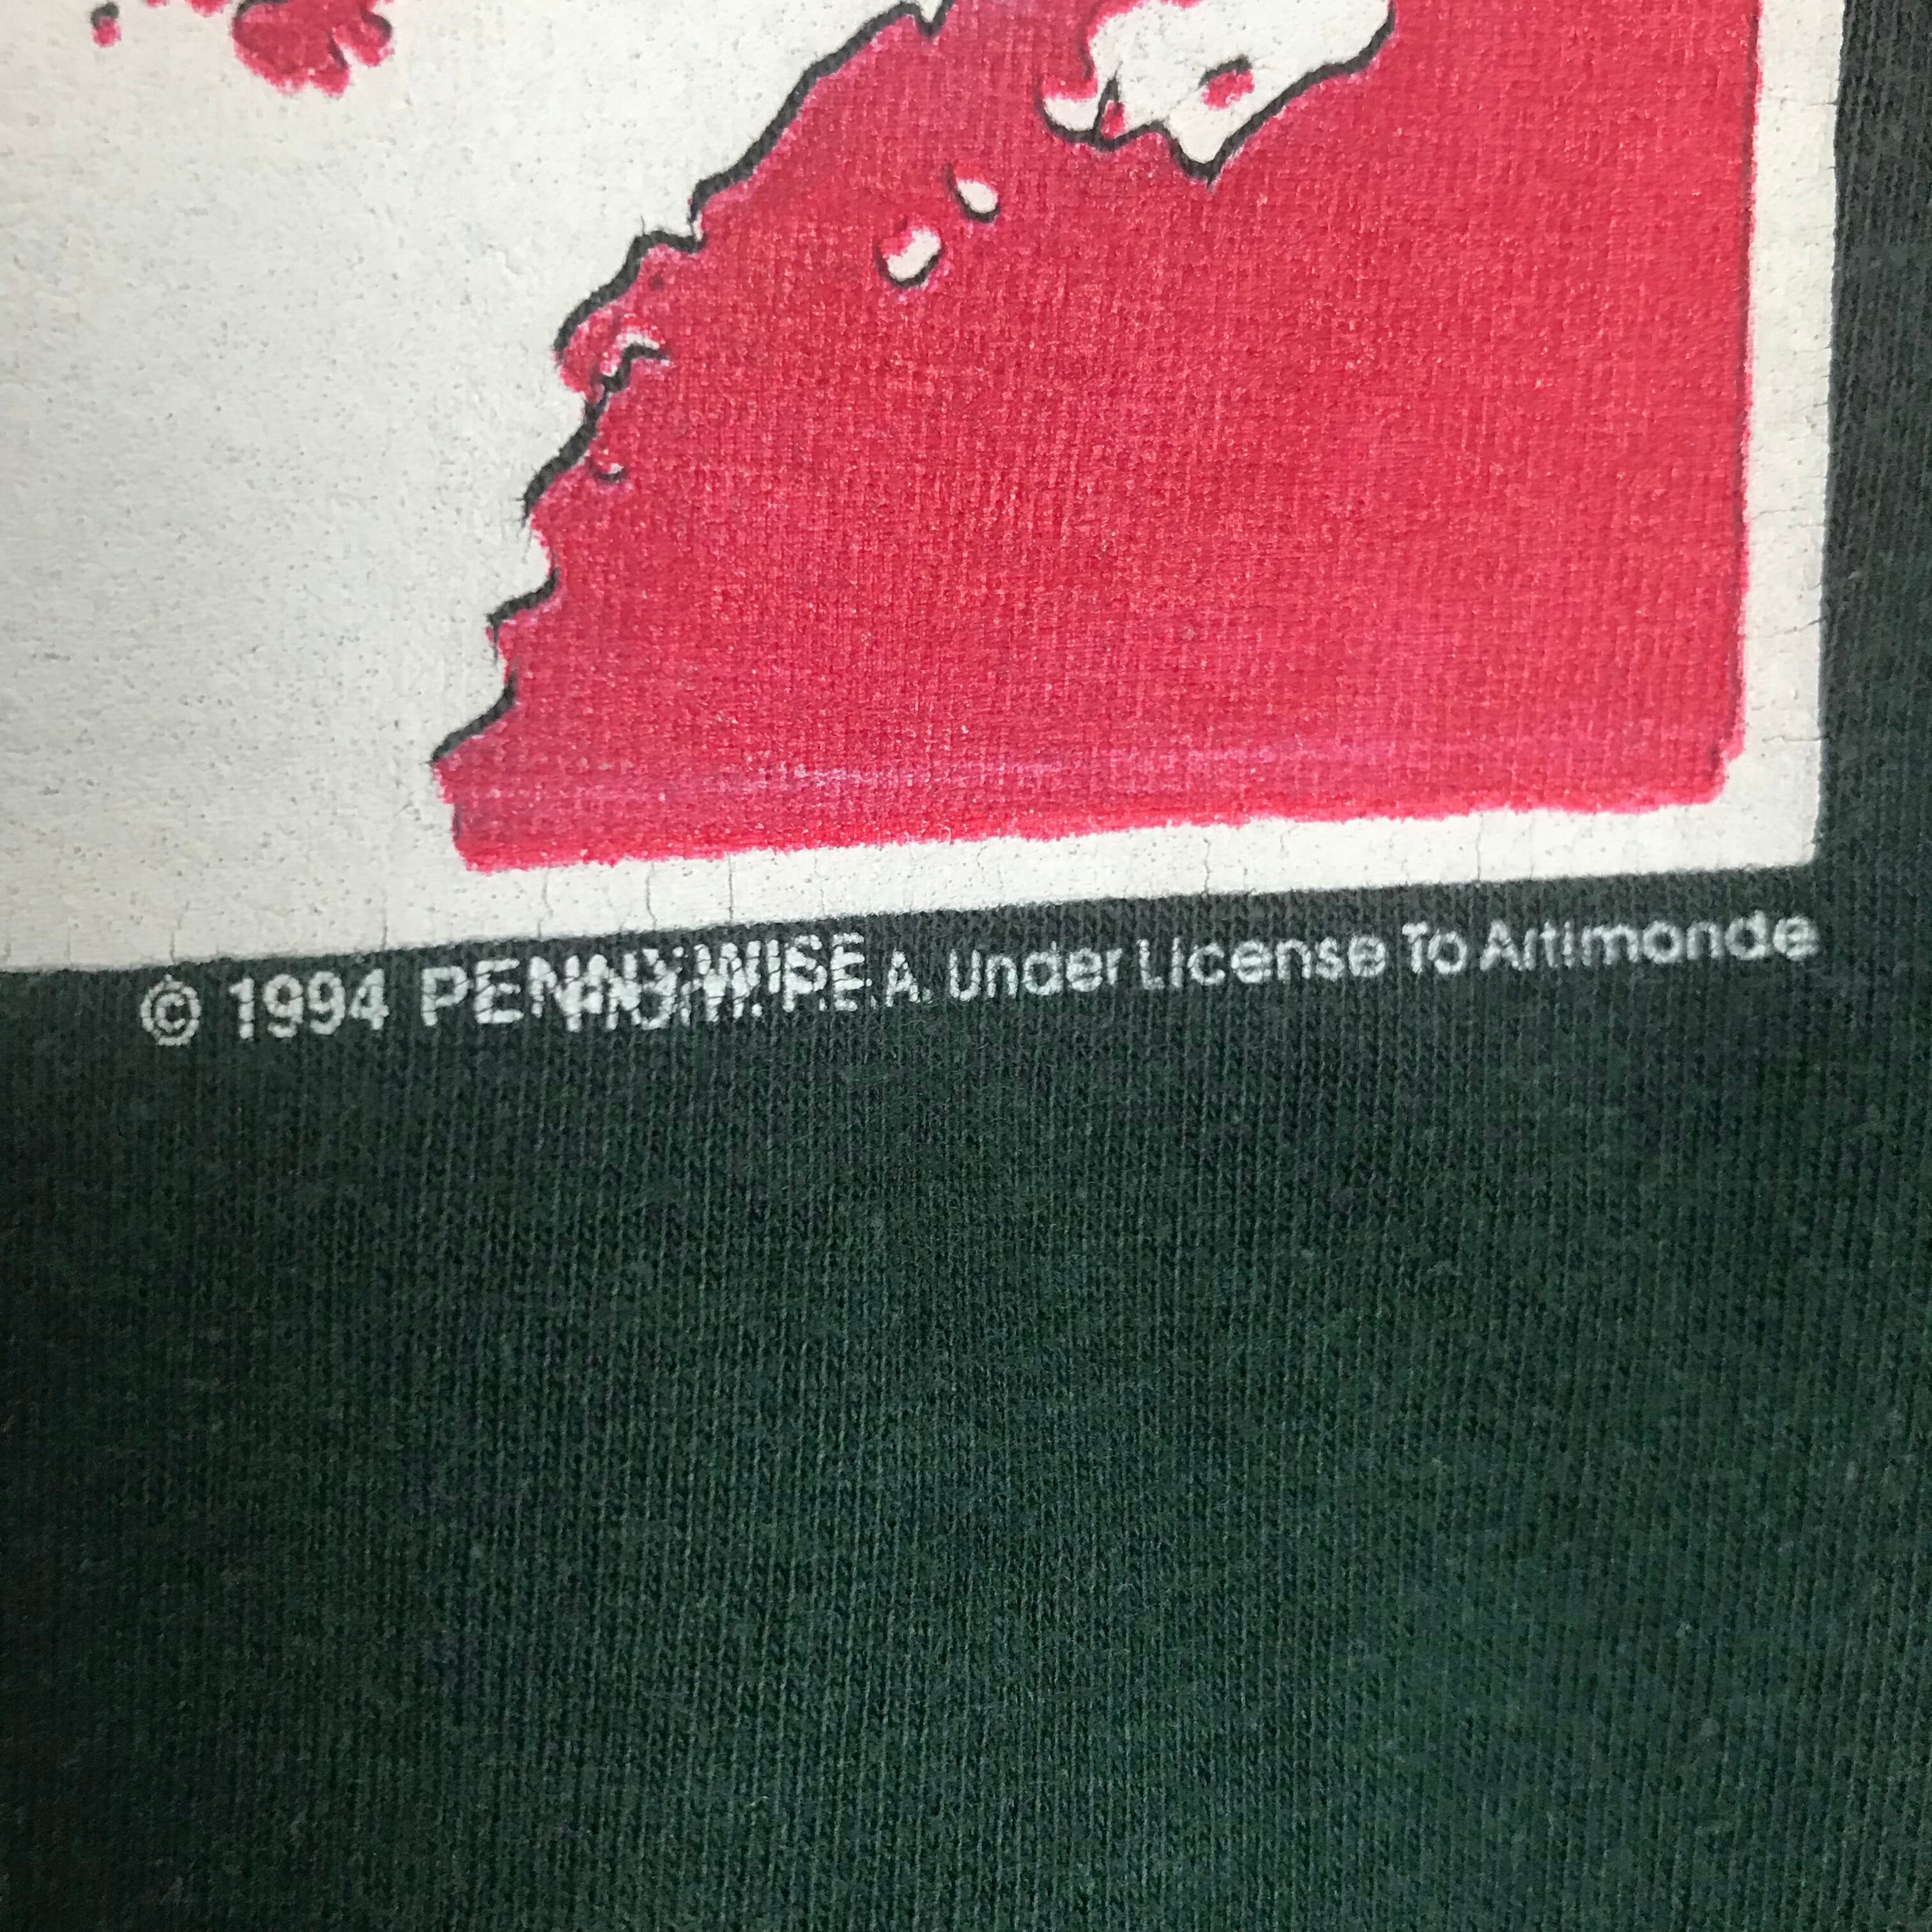 © 1994 PENNYWISE A. Under License To Artimonde